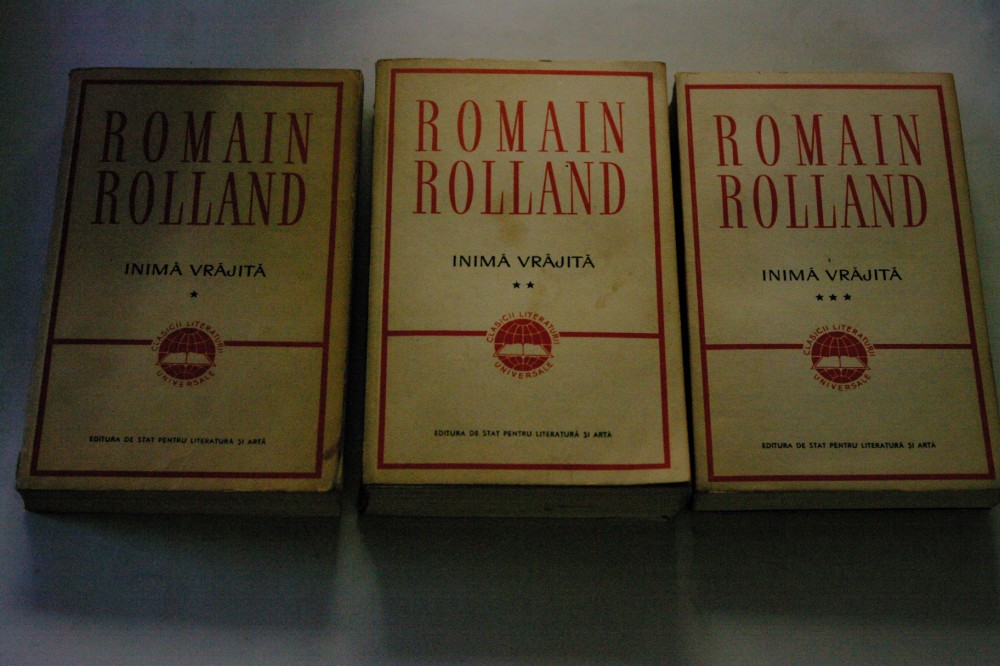 ROMAIN
ROLLAND
INIMĂ VRĂJITĂ
*
CLASICII LITERATURII
UNIVERSALE
EDITURA DE STAT PENTRU LITERATURĂ ȘI ARTĂ
ROMAIN
ROLLAND
INIMĂ VRĂJITĂ
**
CLASICII LITERATURII
UNIVERSALE
EDITURA DE STAT PENTRU LITERATURĂ ȘI ARTĂ
ROMAIN
ROLLAND
INIMĂ VRĂJITĂ
***
CLASICII LITERATURII
UNIVERSALE
EDITURA DE STAT PENTRU LITERATURĂ ȘI ARTĂ